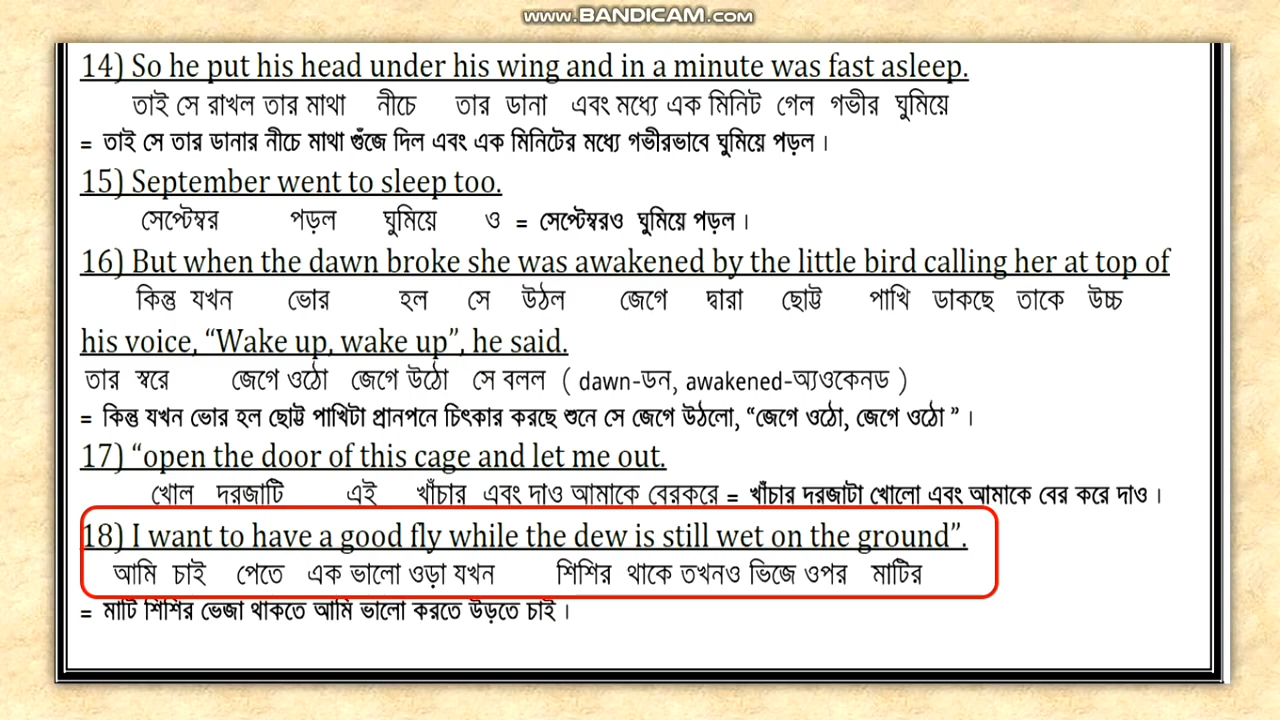 www.BANDICAM.com
14) So he put his head under his wing and in a minute was fast asleep.
তাই সে রাখল তার মাথা নীচে তার ডানা এবং মধ্যে এক মিনিট গেল গভীর ঘুমিয়ে
= তাই সে তার ডানার নীচে মাথা গুঁজে দিল এবং এক মিনিটের মধ্যে গভীরভাবে ঘুমিয়ে পড়ল।
15) September went to sleep too.
সেপ্টেম্বর পড়ল ঘুমিয়ে ও = সেপ্টেম্বরও ঘুমিয়ে পড়ল।
16) But when the dawn broke she was awakened by the little bird calling her at top of
কিন্তু যখন ভোর হল সে উঠল জেগে দ্বারা ছোট্ট পাখি ডাকছে তাকে উচ্চ
his voice, “Wake up, wake up”, he said.
তার স্বরে জেগে ওঠো জেগে উঠো সে বলল ( dawn-ডন, awakened-অ্যওকেনড )
= কিন্তু যখন ভোর হল ছোট্ট পাখিটা প্রানপনে চিৎকার করছে শুনে সে জেগে উঠলো, “জেগে ওঠো, জেগে ওঠো ”।
17) “open the door of this cage and let me out.
খোল দরজাটি এই খাঁচার এবং দাও আমাকে বেরকরে = খাঁচার দরজাটা খোলো এবং আমাকে বের করে দাও।
18) I want to have a good fly while the dew is still wet on the ground”.
আমি চাই পেতে এক ভালো ওড়া যখন শিশির থাকে তখনও ভিজে ওপর মাটির
= মাটি শিশির ভেজা থাকতে আমি ভালো করতে উড়তে চাই।